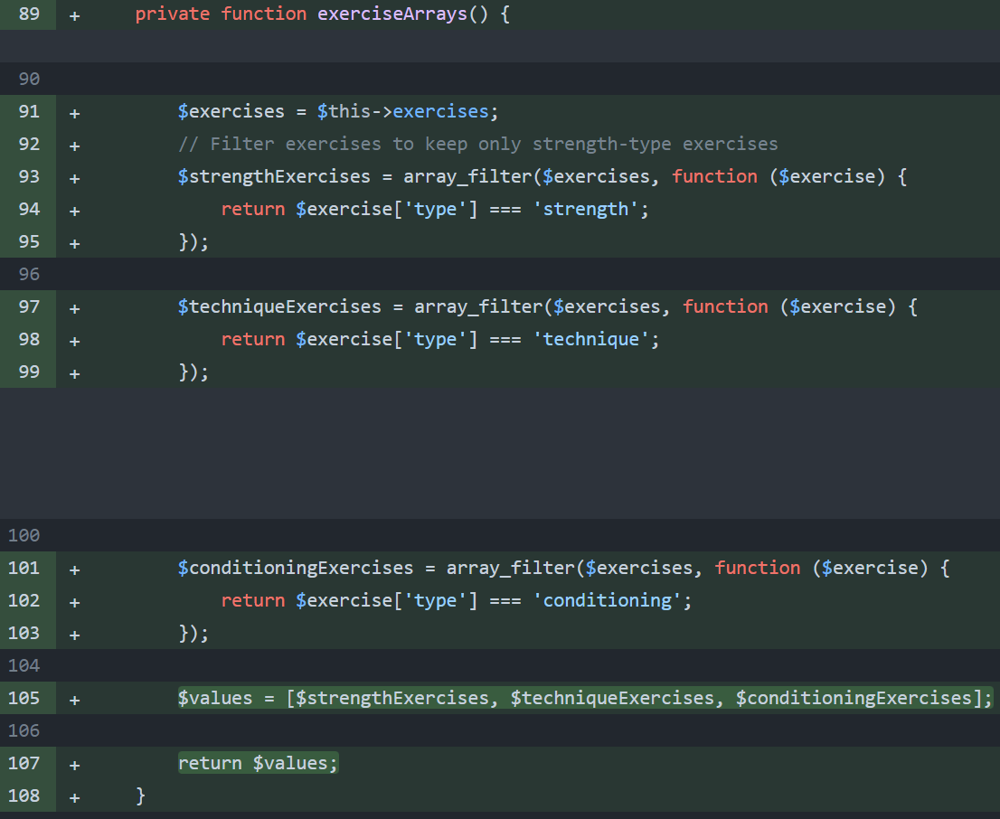 89 + private function exerciseArrays() {
90
91 + $exercises = $this->exercises;
92 + // Filter exercises to keep only strength-type exercises
93 + $strengthExercises = array_filter($exercises, function ($exercise) {
94 + return $exercise['type'] === 'strength';
95 + });
96
97 + $techniqueExercises = array_filter($exercises, function ($exercise) {
98 + return $exercise['type'] === 'technique';
99 + });
100
101 + $conditioningExercises = array_filter($exercises, function ($exercise) {
102 + return $exercise['type'] === 'conditioning';
103 + });
104
105 + $values = [$strengthExercises, $techniqueExercises, $conditioningExercises];
106
107 + return $values;
108 + }